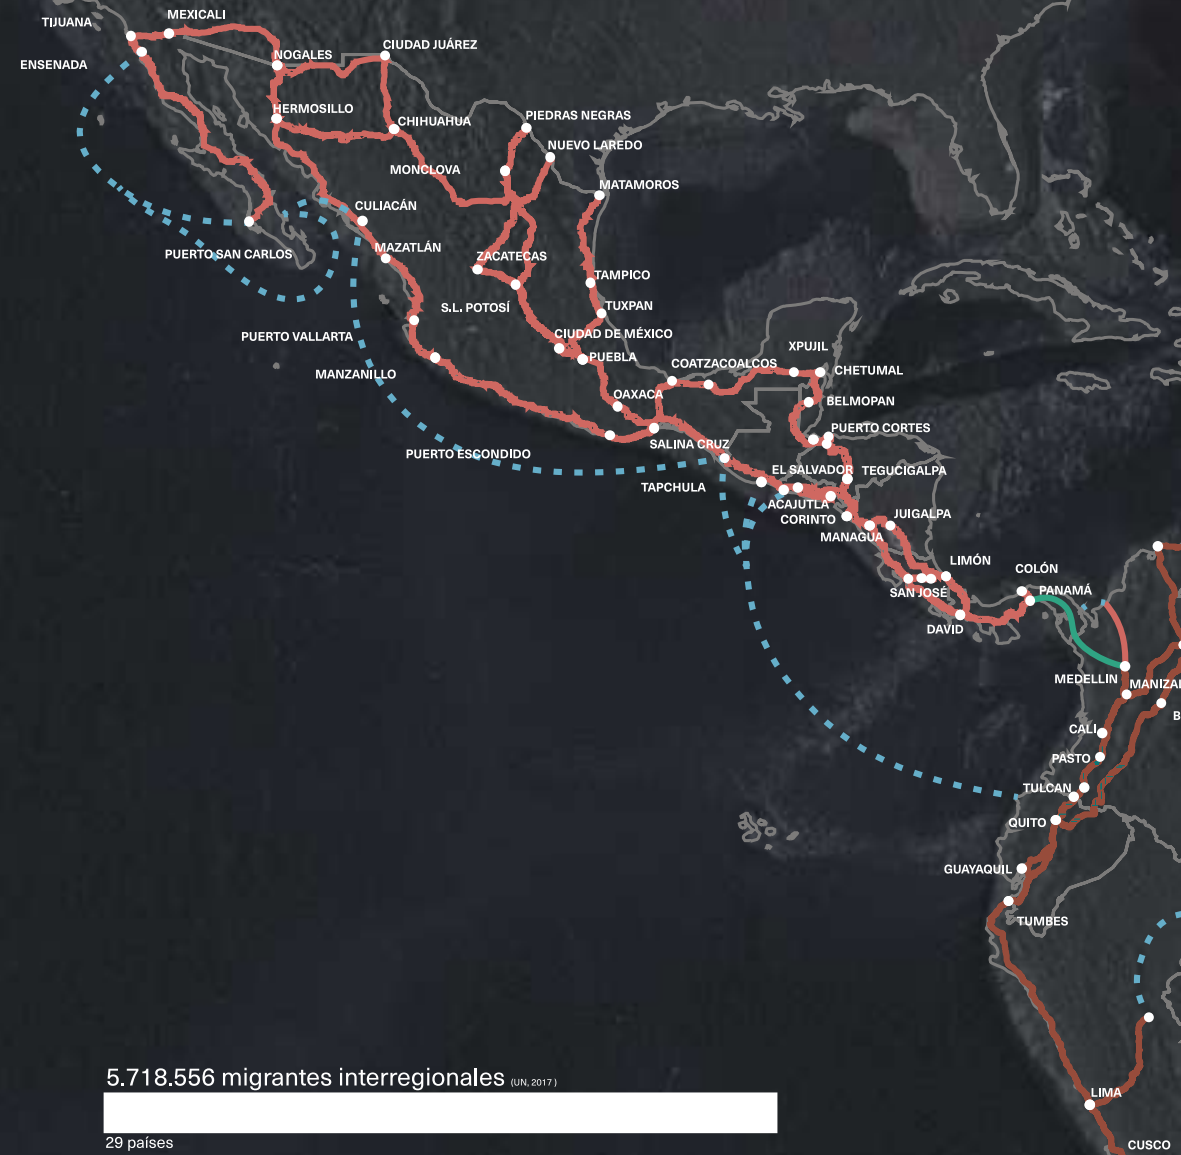 MEXICALI
TIJUANA
CIUDAD JUÁREZ
NOGALES
ENSENADA
HERMOSILLO
PIEDRAS NEGRAS
CHIHUAHUA
NUEVO LAREDO
MONCLOVA
MATAMOROS
CULIACÁN
MAZATLÁN
PUERTO SAN CARLOS
ZACATECAS
TAMPICO
S.L. POTOSÍ
TUXPAN
PUERTO VALLARTA
CIUDAD DE MÉXICO
XPUJIL
PUEBLA
COATZACOALCOS
CHETUMAL
MANZANILLO
OAXACA
BELMOPAN
PUERTO CORTES
SALINA CRUZ
PUERTO ESCONDIDO
EL SALVADOR
TEGUCIGALPA
TAPCHULA
ACAJUTLA
CORINTO
JUIGALPA
MANAGUA
LIMÓN
COLÓN
SAN JOSÉ
PANAMÁ
DAVID
MEDELLIN
MANIZAL
B
CALI
PASTO
TULCAN
QUITO
GUAYAQUIL
TUMBES
5.718.556 migrantes interregionales (UN, 2017)
LIMA
29 países
CUSCO